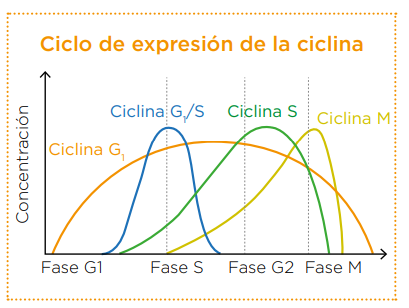 Ciclo de expresión de la ciclina
Ciclina G₁/S
Ciclina S
Ciclina M
Ciclina G₁
Concentración
Fase G1
Fase S
Fase G2
Fase M